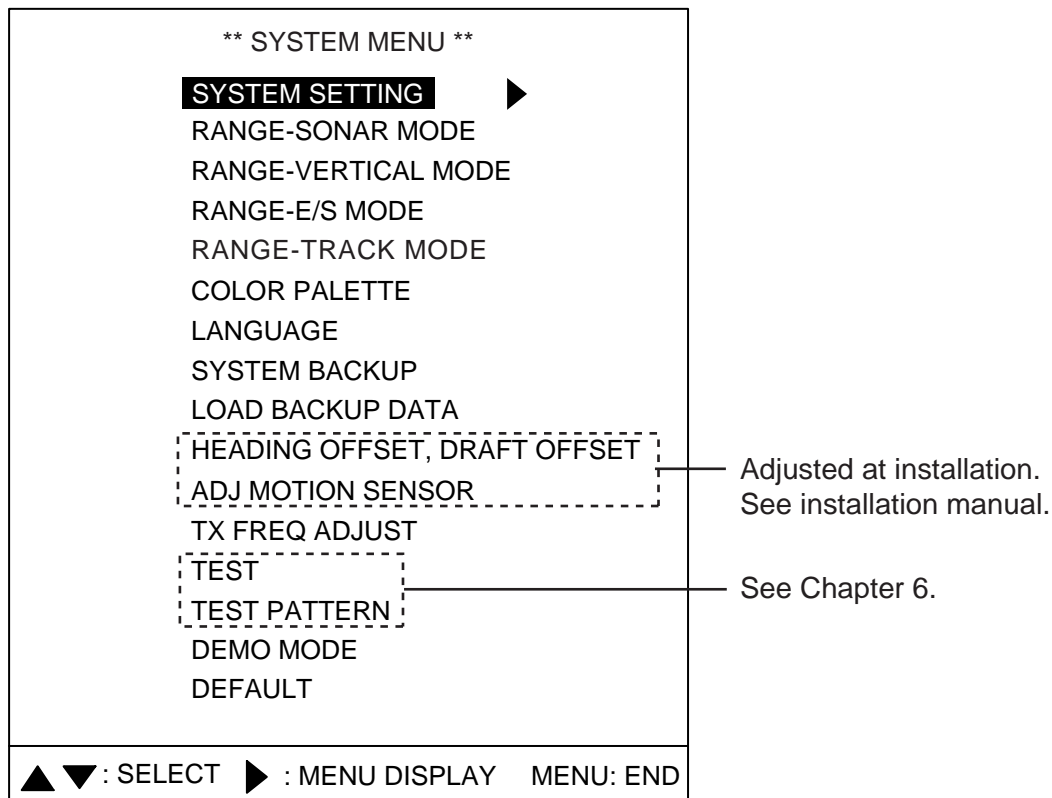 ** SYSTEM MENU **
SYSTEM SETTING
RANGE-SONAR MODE
RANGE-VERTICAL MODE
RANGE-E/S MODE
RANGE-TRACK MODE
COLOR PALETTE
LANGUAGE
SYSTEM BACKUP
LOAD BACKUP DATA
HEADING OFFSET, DRAFT OFFSET
ADJ MOTION SENSOR
Adjusted at installation.
See installation manual.
TX FREQ ADJUST
TEST
TEST PATTERN
See Chapter 6.
DEMO MODE
DEFAULT
▲ ▼: SELECT ▶ : MENU DISPLAY MENU: END